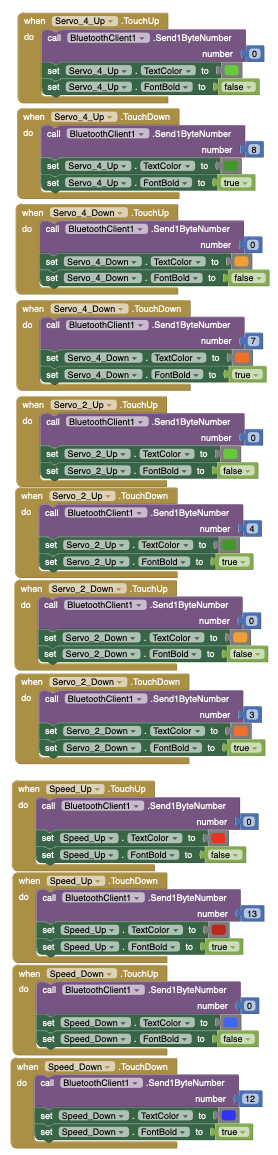 when Servo_4_Up .TouchUp
do call BluetoothClient1 .Send1ByteNumber
number 0
set Servo_4_Up . TextColor to
set Servo_4_Up . FontBold to false
when Servo_4_Up .TouchDown
do call BluetoothClient1 .Send1ByteNumber
number 8
set Servo_4_Up . TextColor to
set Servo_4_Up . FontBold to true
when Servo_4_Down .TouchUp
do call BluetoothClient1 .Send1ByteNumber
number 0
set Servo_4_Down . TextColor to
set Servo_4_Down . FontBold to false
when Servo_4_Down .TouchDown
do call BluetoothClient1 .Send1ByteNumber
number 7
set Servo_4_Down . TextColor to
set Servo_4_Down . FontBold to true
when Servo_2_Up .TouchUp
do call BluetoothClient1 .Send1ByteNumber
number 0
set Servo_2_Up . TextColor to
set Servo_2_Up . FontBold to false
when Servo_2_Up .TouchDown
do call BluetoothClient1 .Send1ByteNumber
number 4
set Servo_2_Up . TextColor to
set Servo_2_Up . FontBold to true
when Servo_2_Down .TouchUp
do call BluetoothClient1 .Send1ByteNumber
number 0
set Servo_2_Down . TextColor to
set Servo_2_Down . FontBold to false
when Servo_2_Down .TouchDown
do call BluetoothClient1 .Send1ByteNumber
number 3
set Servo_2_Down . TextColor to
set Servo_2_Down . FontBold to true
when Speed_Up .TouchUp
do call BluetoothClient1 .Send1ByteNumber
number 0
set Speed_Up . TextColor to
set Speed_Up . FontBold to false
when Speed_Up .TouchDown
do call BluetoothClient1 .Send1ByteNumber
number 13
set Speed_Up . TextColor to
set Speed_Up . FontBold to true
when Speed_Down .TouchUp
do call BluetoothClient1 .Send1ByteNumber
number 0
set Speed_Down . TextColor to
set Speed_Down . FontBold to false
when Speed_Down .TouchDown
do call BluetoothClient1 .Send1ByteNumber
number 12
set Speed_Down . TextColor to
set Speed_Down . FontBold to true